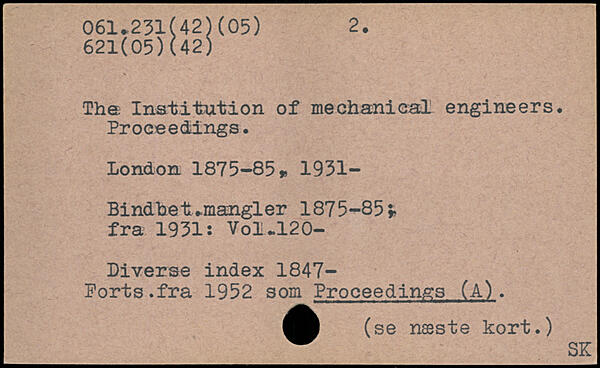 061.231(42)(05) 2.
621(05)(42)
The Institution of mechanical engineers.
Proceedings.
London 1875-85, 1931-
Bindbet.mangler 1875-85;
fra 1931: Vol.120-
Diverse index 1847-
Forts.fra 1952 som Proceedings (A).
(se næste kort.)
SK